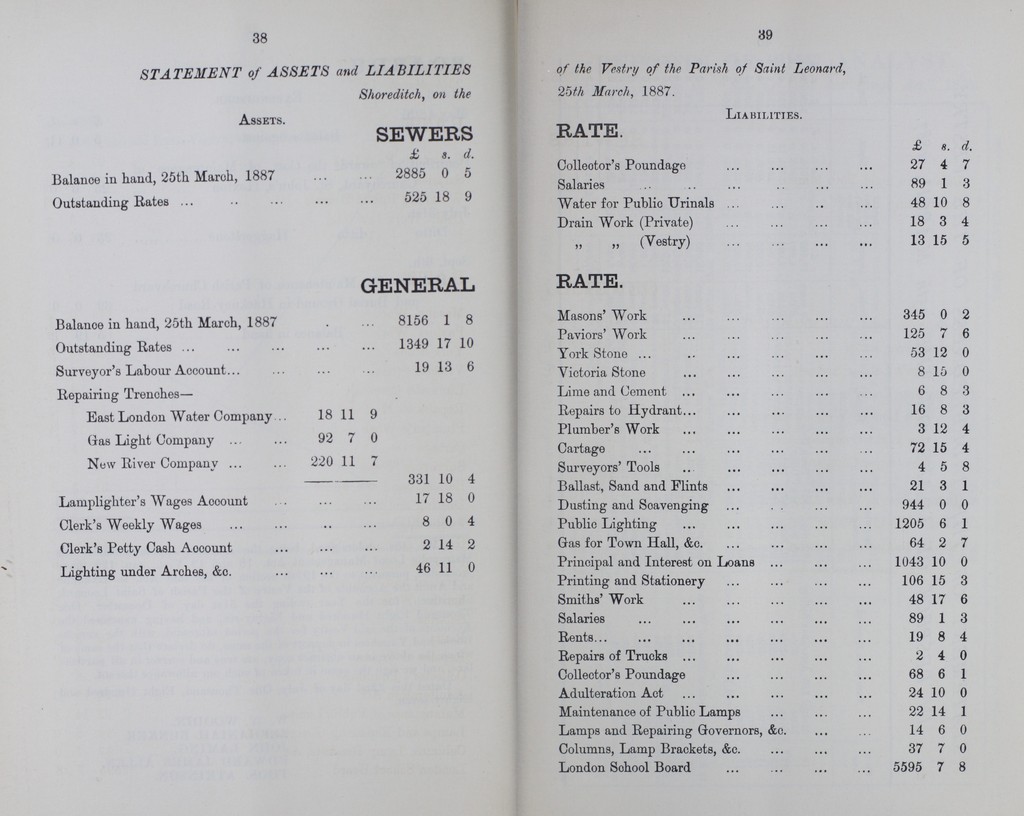 38
STATEMENT of ASSETS and LIABILITIES
Shoreditch, on the
ASSETS.
SEWERS
£ s. d.
Balance in hand, 25th March, 1887 ... ... 2885 0 5
Outstanding Rates ... .. ... ... ... 525 18 9
GENERAL
Balance in hand, 25th March, 1887 . ... 8156 1 8
Outstanding Rates ... ... ... ... ... 1349 17 10
Surveyor's Labour Account... ... ... ... 19 13 6
Repairing Trenches—
East London Water Company... 18 11 9
Gas Light Company ... ... 92 7 0
New River Company ... ... 220 11 7
331 10 4
Lamplighter's Wages Account ... ... ... 17 18 0
Clerk's Weekly Wages ... ... .. ... 8 0 4
Clerk's Petty Cash Account ... ... ... 2 14 2
Lighting under Arches, &c. ... ... ... 46 11 0
39
of the Vestry of the Parish of Saint Leonard,
25th March, 1887.
LIABILITIES.
RATE.
£ s. d.
Collector's Poundage ... ... ... ... 27 4 7
Salaries ... .. ... .. ... ... 89 1 3
Water for Public Urinals ... ... .. ... 48 10 8
Drain Work (Private) ... ... ... ... 18 3 4
„ „ (Vestry) ... ... ... ... 13 15 5
RATE.
Masons' Work ... ... ... ... ... 345 0 2
Paviors' Work ... ... ... ... ... 125 7 6
York Stone ... .. ... ... ... ... 53 12 0
Victoria Stone ... ... ... ... ... 8 15 0
Lime and Cement ... ... ... ... ... 6 8 3
Repairs to Hydrant... ... ... ... ... 16 8 3
Plumber's Work ... ... ... ... ... 3 12 4
Cartage ... ... ... ... ... ... 72 15 4
Surveyors' Tools .. ... ... ... ... 4 5 8
Ballast, Sand and Flints ... ... ... ... 21 3 1
Dusting and Scavenging ... .. ... ... 944 0 0
Public Lighting ... ... ... ... ... 1205 6 1
Gas for Town Hall, &c. ... ... ... ... 64 2 7
Principal and Interest on Loans ... ... ... 1043 10 0
Printing and Stationery ... ... ... ... 106 15 3
Smiths' Work ... ... ... ... ... 48 17 6
Salaries ... ... ... ... ... ... 89 1 3
Rents... ... ... ... ... ... ... 19 8 4
Repairs of Trucks ... ... ... ... ... 2 4 0
Collector's Poundage ... ... ... ... 68 6 1
Adulteration Act ... ... ... ... ... 24 10 0
Maintenance of Public Lamps ... ... ... 22 14 1
Lamps and Repairing Governors, &c. ... ... 14 6 0
Columns, Lamp Brackets, &c. ... ... ... 37 7 0
London School Board ... ... ... ... 5595 7 8